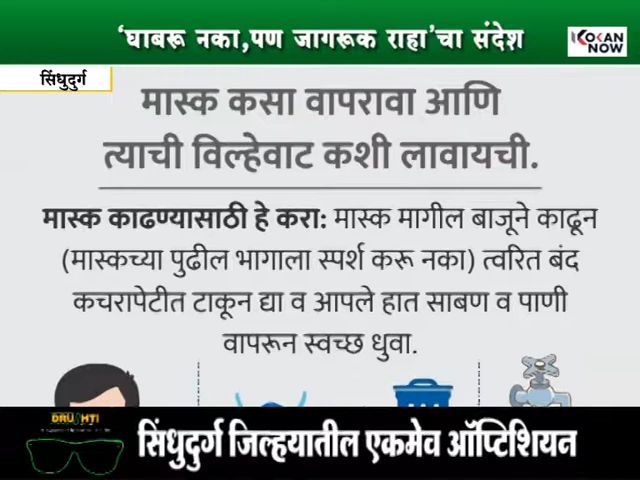 ‘घाबरू नका,पण जागरूक राहा’चा संदेश
KOKAN
NOW
सिंधुदुर्ग
मास्क कसा वापरावा आणि
त्याची विल्हेवाट कशी लावायची.
मास्क काढण्यासाठी हे करा: मास्क मागील बाजूने काढून
(मास्कच्या पुढील भागाला स्पर्श करू नका) त्वरित बंद
कचरापेटीत टाकून द्या व आपले हात साबण व पाणी
वापरून स्वच्छ धुवा.
DRUSHTI
सिंधुदुर्ग जिल्हयातील एकमेव ऑप्टिशियन